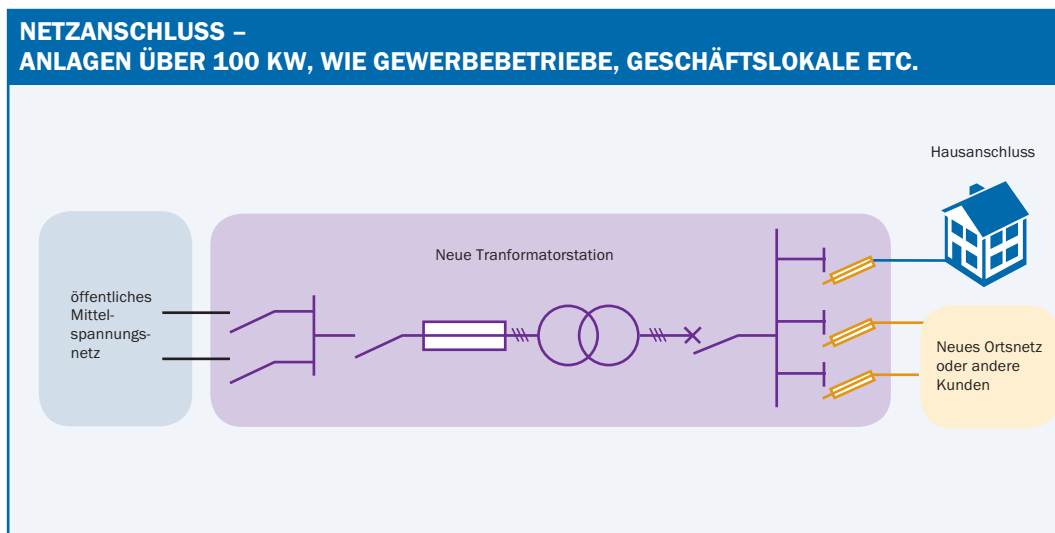 NETZANSCHLUSS –
ANLAGEN ÜBER 100 KW, WIE GEWERBEBETRIEBE, GESCHÄFTSLOKALE ETC.
Hausanschluss
Neue Tranformatorstation
öffentliches
Mittel-
spannungs-
netz
Neues Ortsnetz
oder andere
Kunden